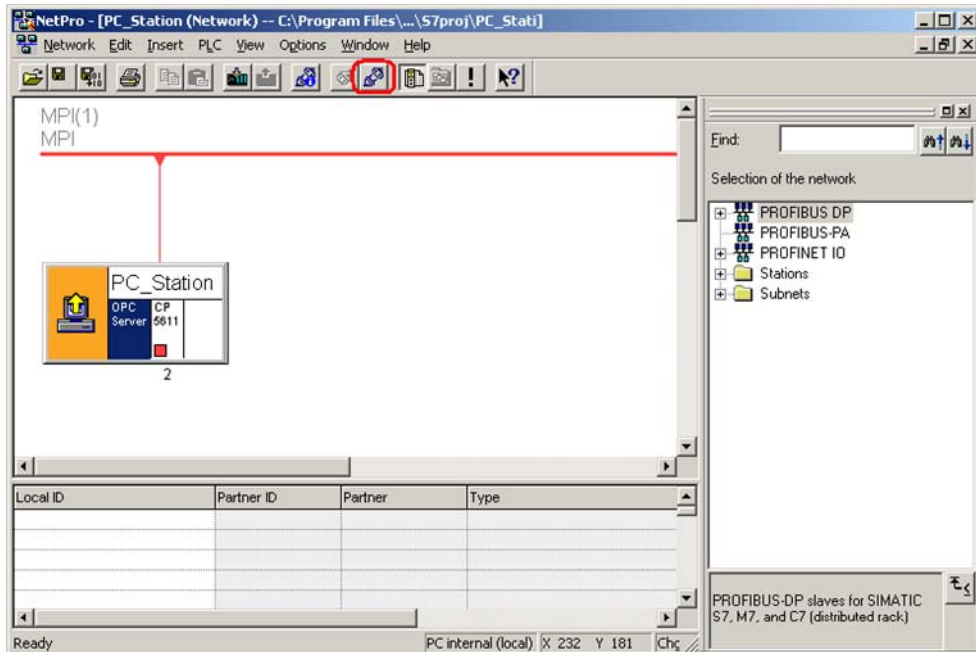 NetPro - [PC_Station (Network) -- C:\Program Files\...\S7proj\PC_Stati]
Network Edit Insert PLC View Options Window Help
MPI(1)
MPI
PC_Station
OPC Server
CP 5611
2
Find:
Selection of the network
PROFIBUS DP
PROFIBUS-PA
PROFINET IO
Stations
Subnets
Local ID Partner ID Partner Type
PROFIBUS-DP slaves for SIMATIC
S7, M7, and C7 (distributed rack)
Ready PC internal (local) X 232 Y 181 Chg